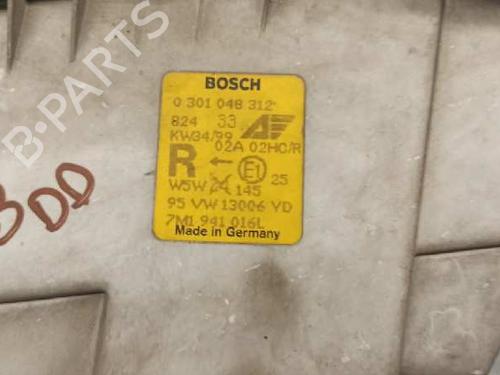 BOSCH
0 301 048 312
824 33
KW34/99 02A 02HC/R
R ← E1 25
W5W 145
95 VW 13006 YD
7M1 941 016L
Made in Germany
DD
B-PARTS